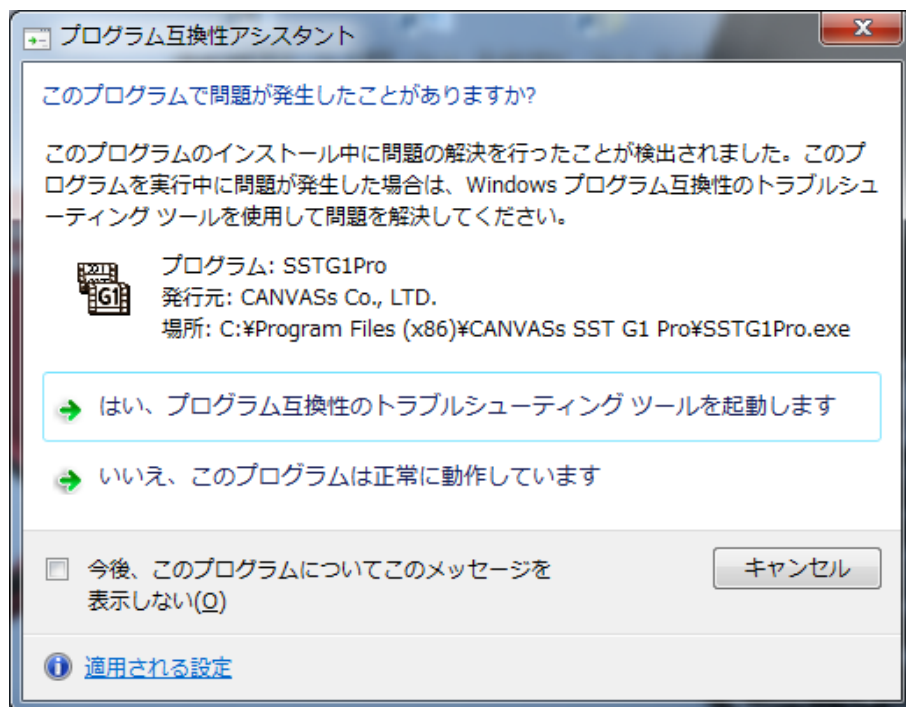 プログラム互換性アシスタント
このプログラムで問題が発生したことがありますか?
このプログラムのインストール中に問題の解決を行ったことが検出されました。このプ
ログラムを実行中に問題が発生した場合は、Windows プログラム互換性のトラブルシュ
ーティング ツールを使用して問題を解決してください。
G1
プログラム: SSTG1Pro
発行元: CANVASs Co., LTD.
場所: C:¥Program Files (x86)¥CANVASs SST G1 Pro¥SSTG1Pro.exe
はい、プログラム互換性のトラブルシューティング ツールを起動します
いいえ、このプログラムは正常に動作しています
今後、このプログラムについてこのメッセージを
表示しない(O)
キャンセル
適用される設定